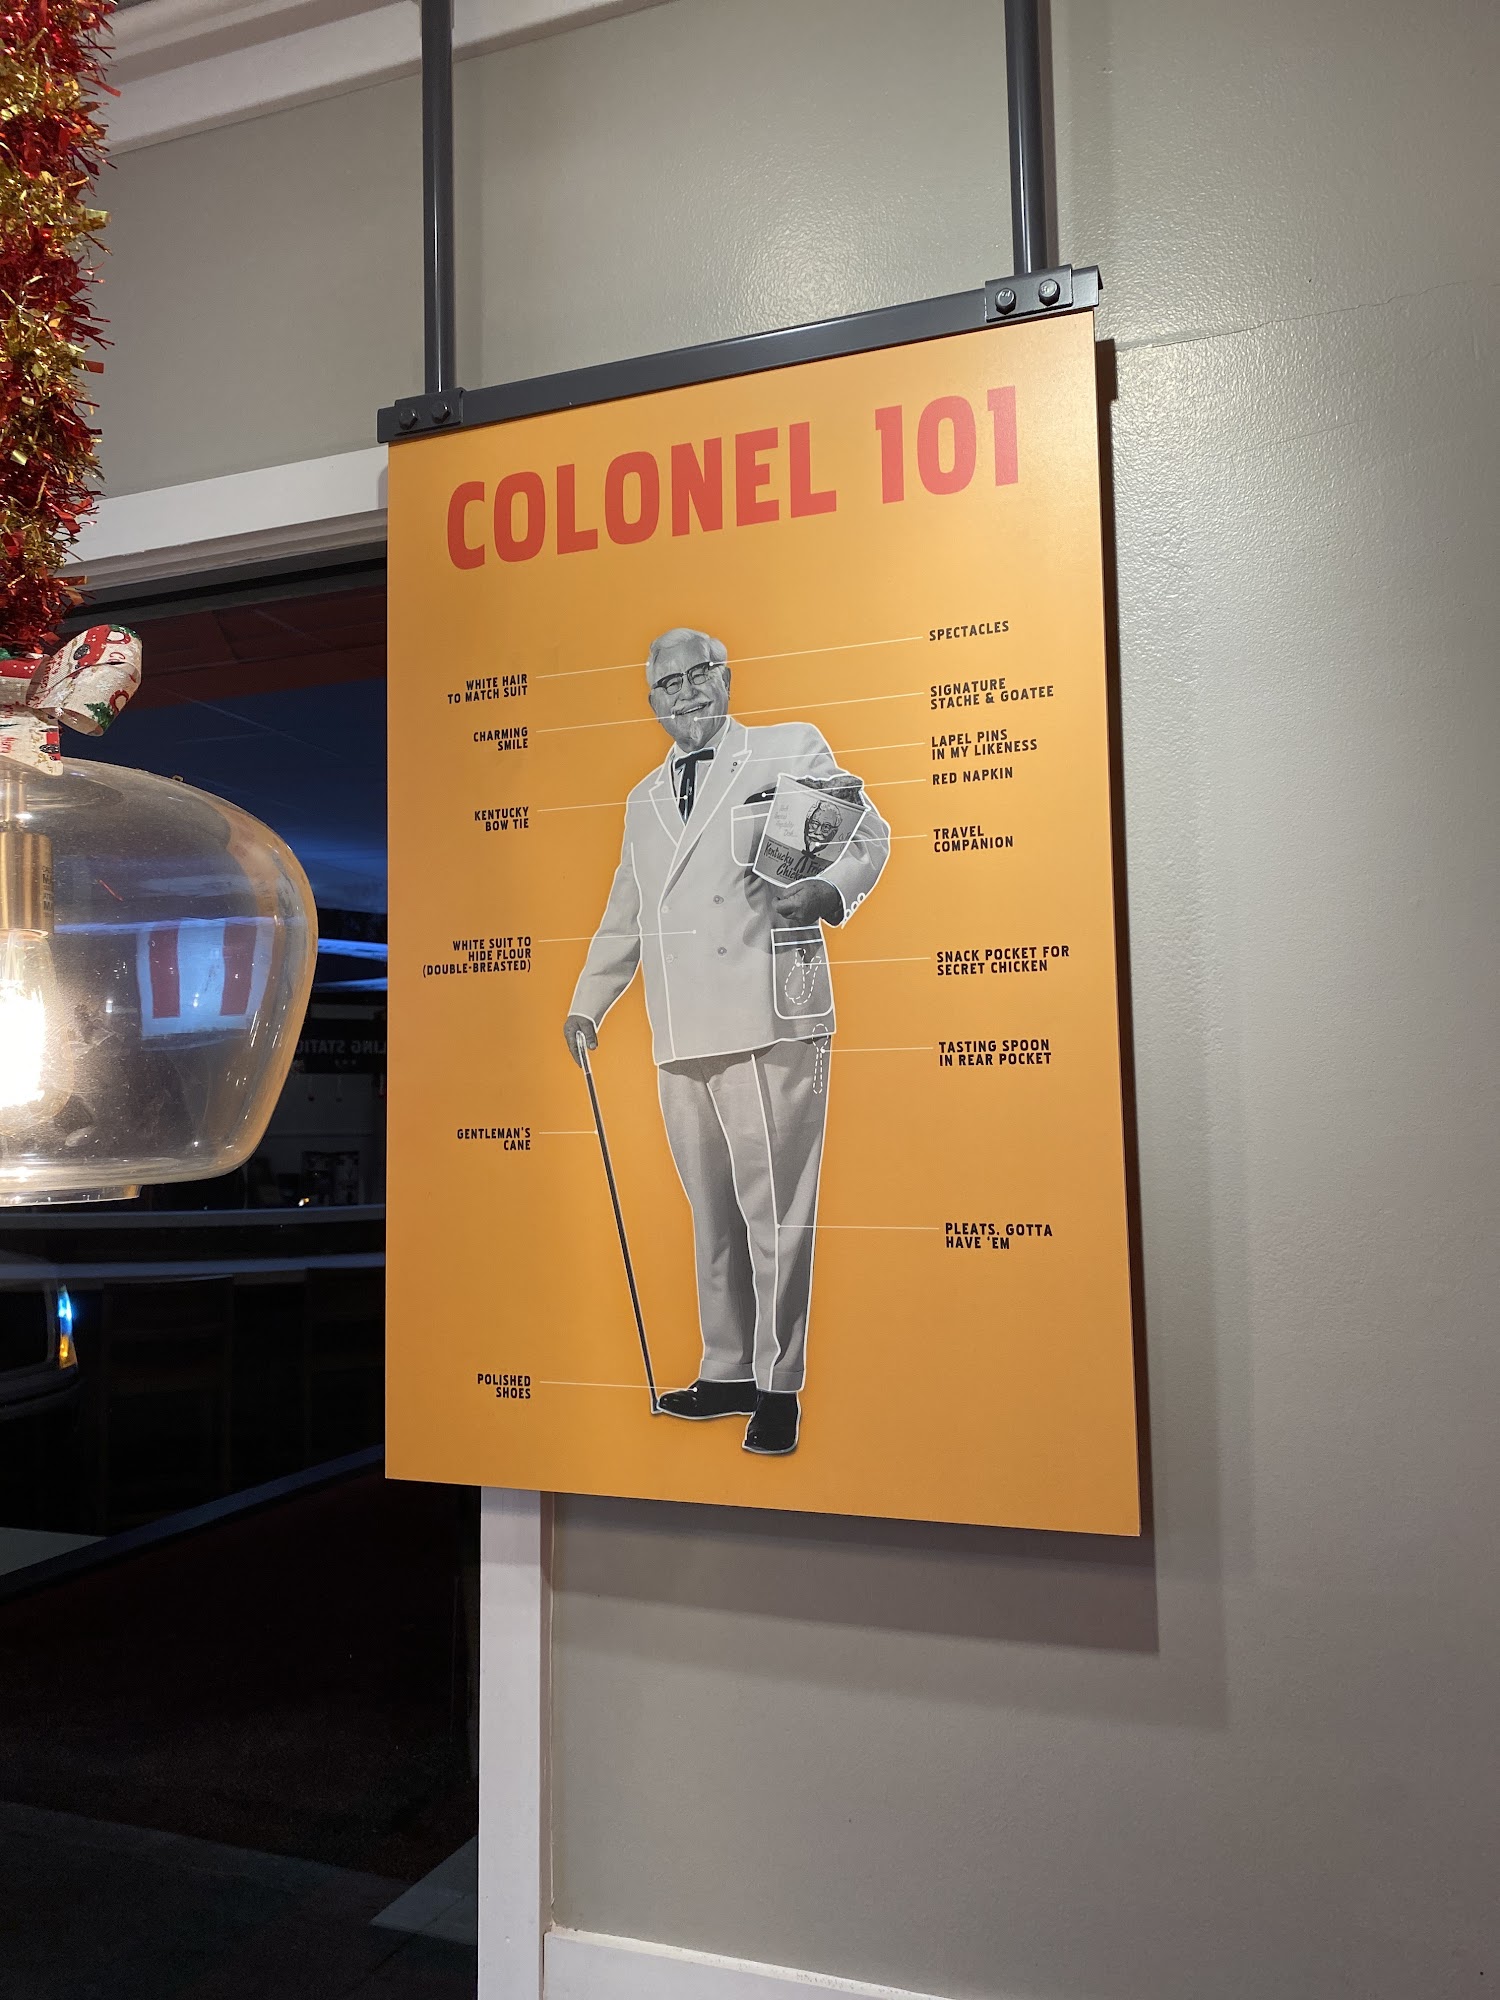 COLONEL 101
WHITE HAIR
TO MATCH SUIT
CHARMING
SMILE
KENTUCKY
BOW TIE
WHITE SUIT TO
HIDE FLOUR
(DOUBLE-BREASTED)
GENTLEMAN'S
CANE
POLISHED
SHOES
SPECTACLES
SIGNATURE
STACHE & GOATEE
LAPEL PINS
IN MY LIKENESS
RED NAPKIN
TRAVEL
COMPANION
SNACK POCKET FOR
SECRET CHICKEN
TASTING SPOON
IN REAR POCKET
PLEATS. GOTTA
HAVE 'EM
Kentucky